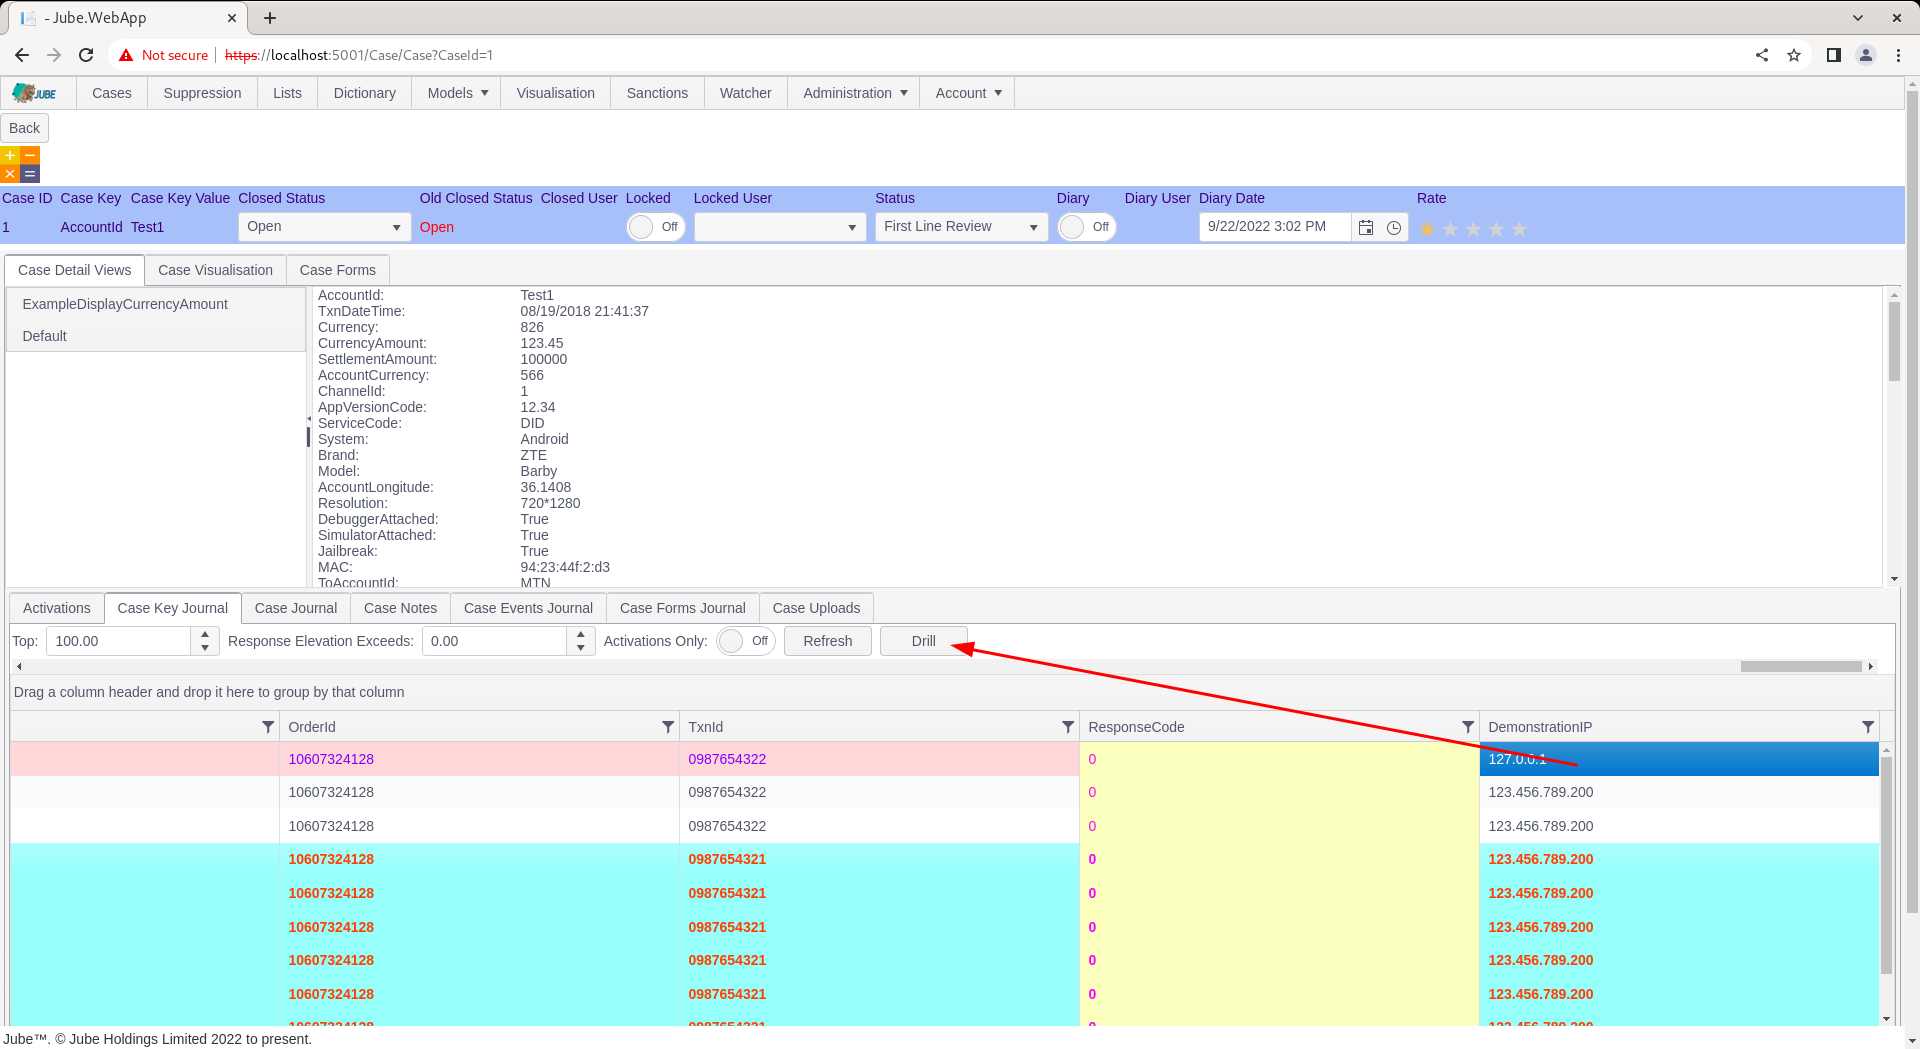 - Jube.WebApp
Not secure https://localhost:5001/Case/Case?CaseId=1
JUBE Cases Suppression Lists Dictionary Models Visualisation Sanctions Watcher Administration Account
Back
+ −
× =
Case ID Case Key Case Key Value Closed Status Old Closed Status Closed User Locked Locked User Status Diary Diary User Diary Date Rate
1 AccountId Test1 Open Open Off First Line Review Off 9/22/2022 3:02 PM
Case Detail Views Case Visualisation Case Forms
ExampleDisplayCurrencyAmount
Default
AccountId: Test1
TxnDateTime: 08/19/2018 21:41:37
Currency: 826
CurrencyAmount: 123.45
SettlementAmount: 100000
AccountCurrency: 566
ChannelId: 1
AppVersionCode: 12.34
ServiceCode: DID
System: Android
Brand: ZTE
Model: Barby
AccountLongitude: 36.1408
Resolution: 720*1280
DebuggerAttached: True
SimulatorAttached: True
Jailbreak: True
MAC: 94:23:44f:2:d3
ToAccountId: MTN
Activations Case Key Journal Case Journal Case Notes Case Events Journal Case Forms Journal Case Uploads
Top: 100.00 Response Elevation Exceeds: 0.00 Activations Only: Off Refresh Drill
Drag a column header and drop it here to group by that column
OrderId TxnId ResponseCode DemonstrationIP
10607324128 0987654322 0 127.0.0.1
10607324128 0987654322 0 123.456.789.200
10607324128 0987654322 0 123.456.789.200
10607324128 0987654321 0 123.456.789.200
10607324128 0987654321 0 123.456.789.200
10607324128 0987654321 0 123.456.789.200
10607324128 0987654321 0 123.456.789.200
10607324128 0987654321 0 123.456.789.200
10607324128 0987654321 0 123.456.789.200
Jube™. © Jube Holdings Limited 2022 to present.